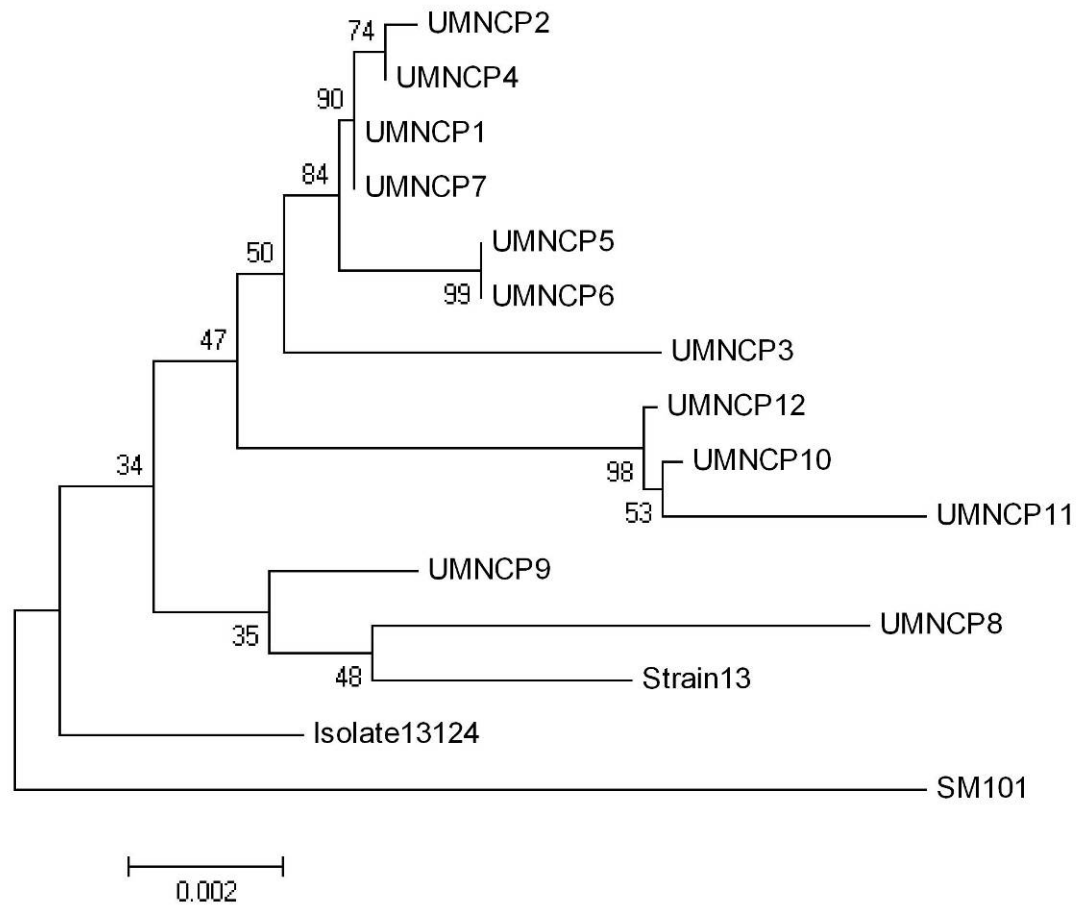 74
UMNCP2
UMNCP4
90
UMNCP1
84
UMNCP7
50
UMNCP5
99
UMNCP6
47
UMNCP3
UMNCP12
34
98
UMNCP10
53
UMNCP11
UMNCP9
35
UMNCP8
48
Strain13
Isolate13124
SM101
0.002